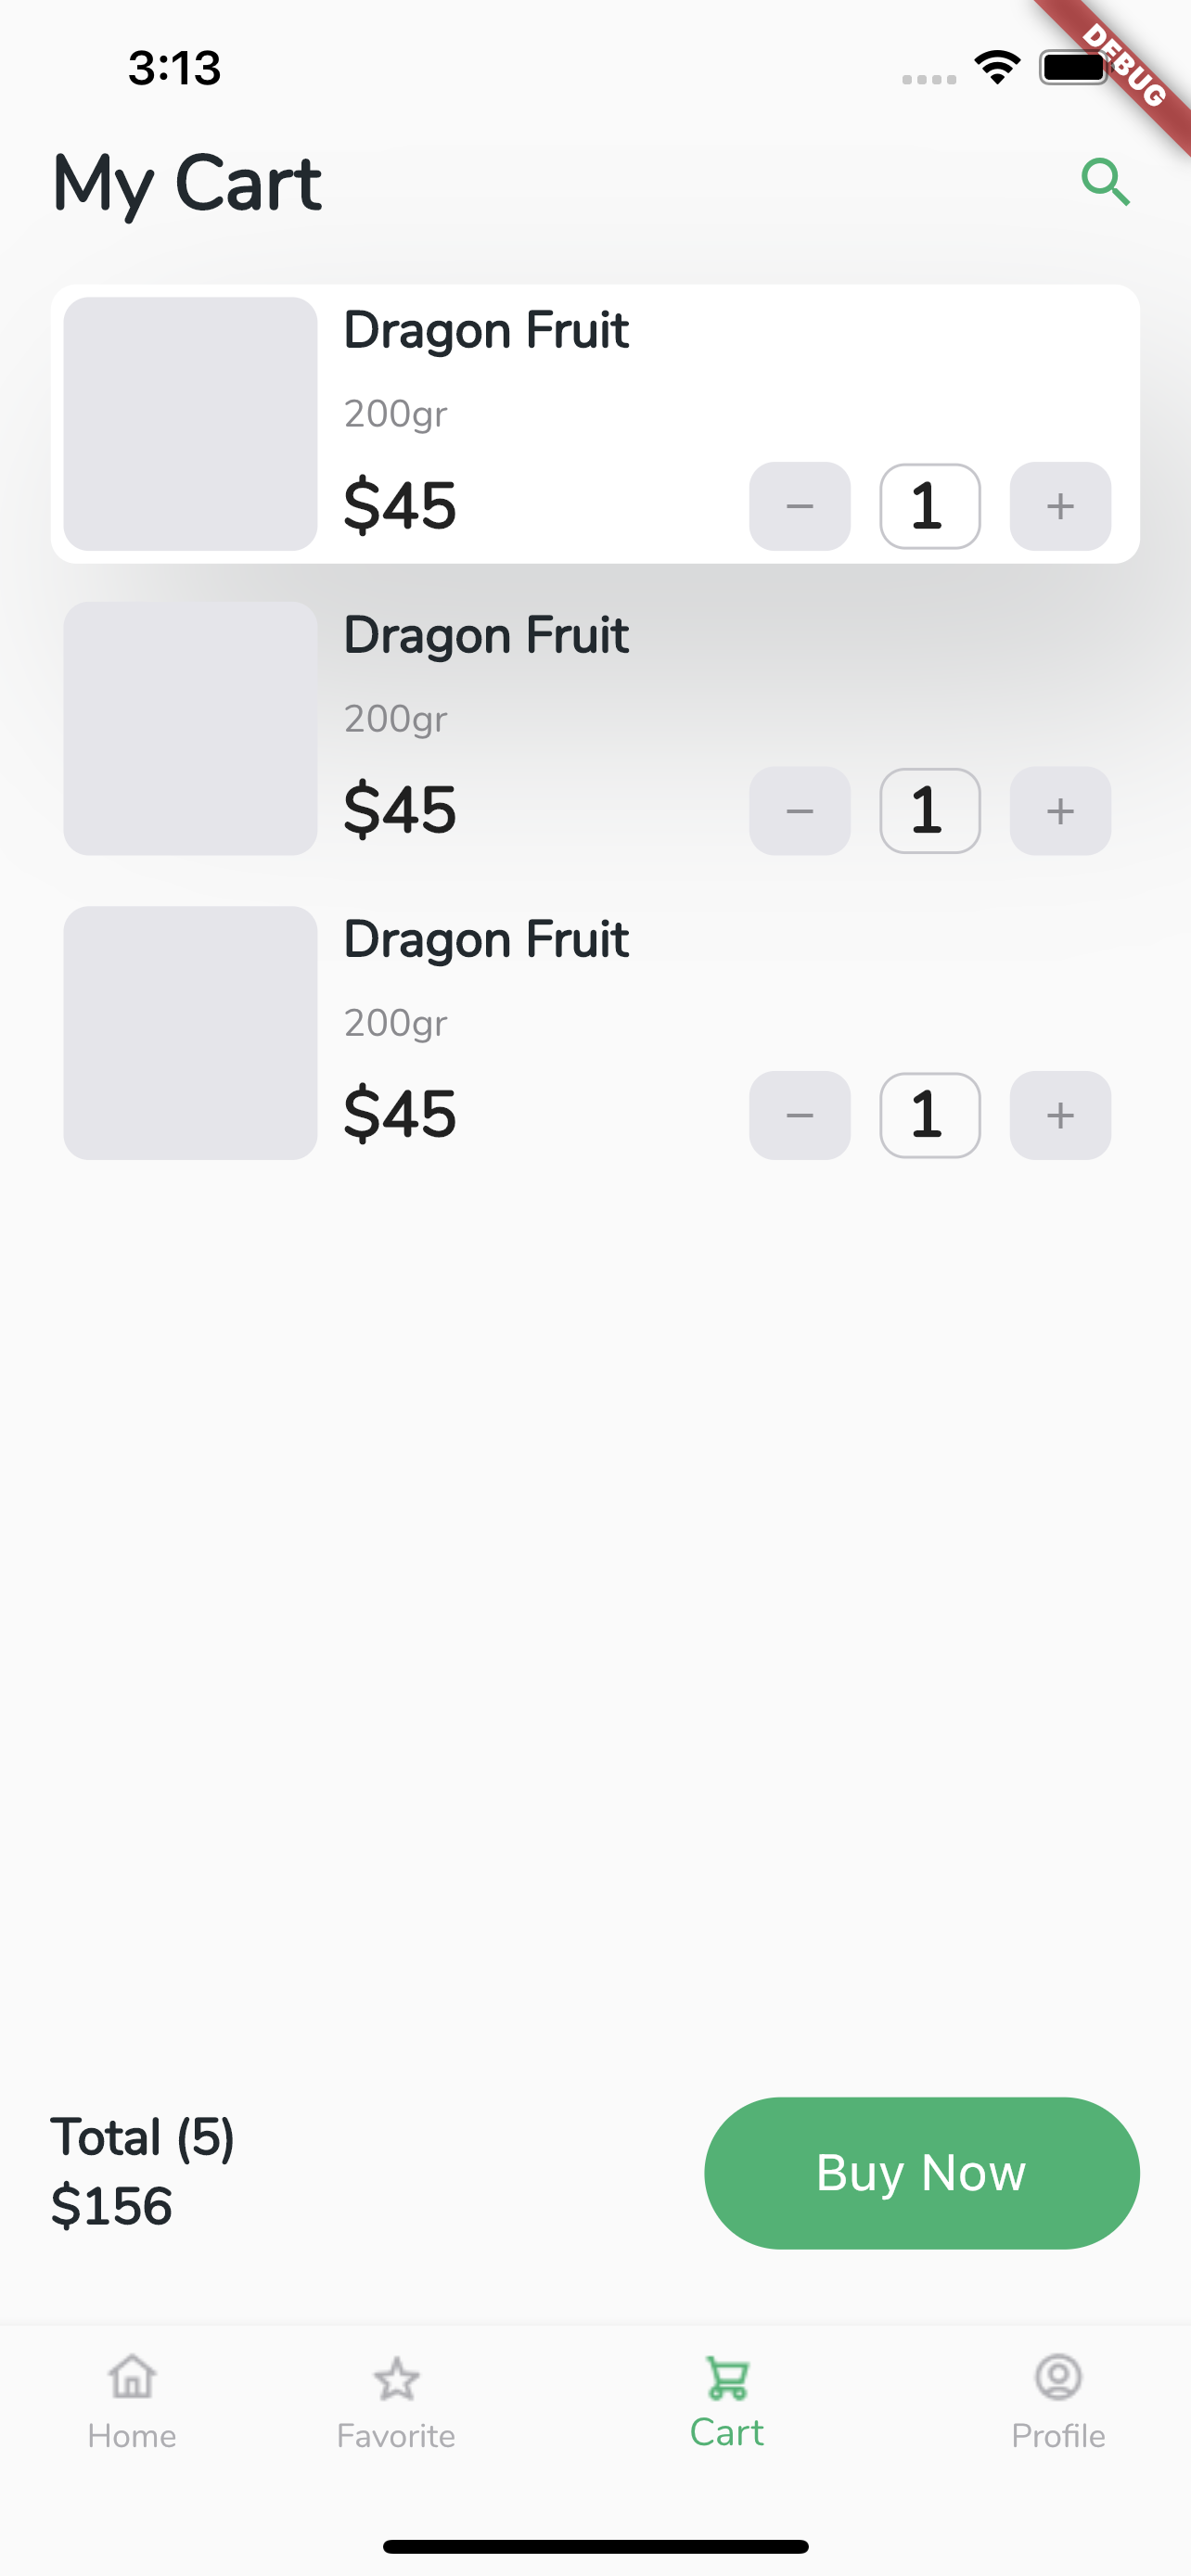 3:13
DEBUG
My Cart
Dragon Fruit
200gr
$45
− 1 +
Dragon Fruit
200gr
$45
− 1 +
Dragon Fruit
200gr
$45
− 1 +
Total (5)
$156
Buy Now
Home Favorite Cart Profile